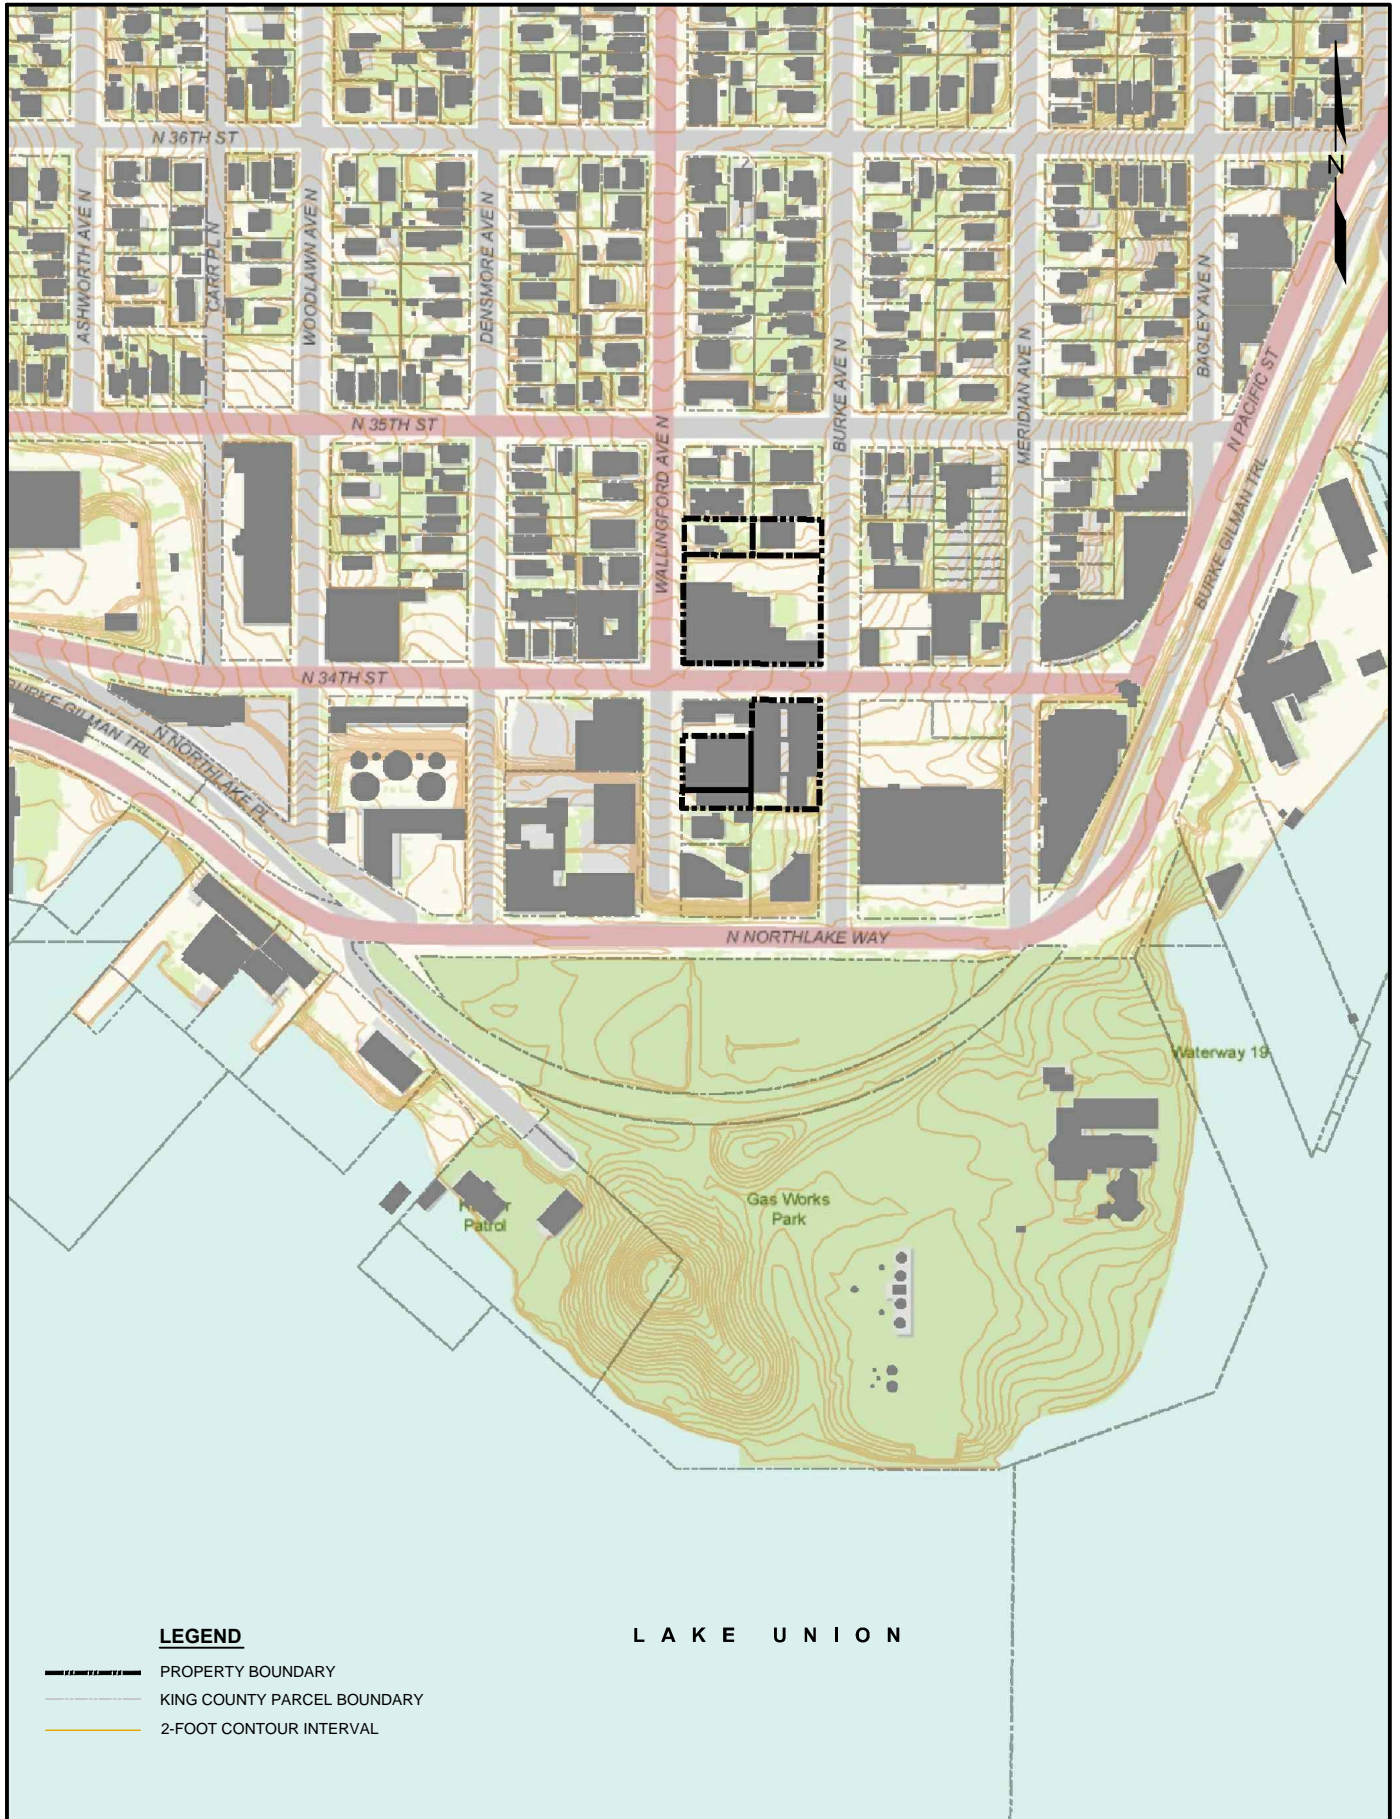 N 36TH ST
N
ASHWORTH AVE N
CARR PL N
WOODLAWN AVE N
DENSMORE AVE N
WALLINGFORD AVE N
BURKE AVE N
MERIDIAN AVE N
BAGLEY AVE N
N PACIFIC ST
N 35TH ST
BURKE GILMAN TRL
N 34TH ST
BURKE GILMAN TRL
N NORTHLAKE PL
N NORTHLAKE WAY
Waterway 19
Gas Works
Park
Patrol
LAKE UNION
LEGEND
PROPERTY BOUNDARY
KING COUNTY PARCEL BOUNDARY
2-FOOT CONTOUR INTERVAL